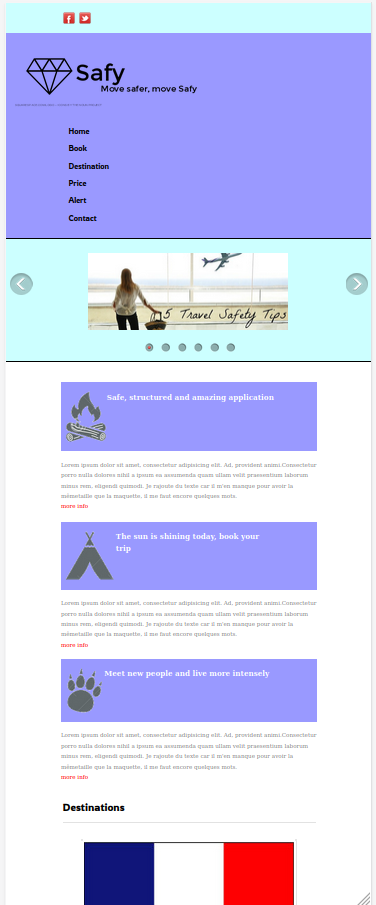 Safy
Move safer, move Safy
Home
Book
Destination
Price
Alert
Contact
5 Travel Safety Tips
Safe, structured and amazing application
Lorem ipsum dolor sit amet, consectetur adipisicing elit. Ad, provident animi.Consectetur
porro nulla dolores nihil a ipsum ea assumenda quam ullam velit praesentium laborum
minus rem, eligendi quimodi. Je rajoute du texte car il m'en manque pour avoir la
mêmetaille que la maquette, il me faut encore quelques mots.
more info
The sun is shining today, book your
trip
Lorem ipsum dolor sit amet, consectetur adipisicing elit. Ad, provident animi.Consectetur
porro nulla dolores nihil a ipsum ea assumenda quam ullam velit praesentium laborum
minus rem, eligendi quimodi. Je rajoute du texte car il m'en manque pour avoir la
mêmetaille que la maquette, il me faut encore quelques mots.
more info
Meet new people and live more intensely
Lorem ipsum dolor sit amet, consectetur adipisicing elit. Ad, provident animi.Consectetur
porro nulla dolores nihil a ipsum ea assumenda quam ullam velit praesentium laborum
minus rem, eligendi quimodi. Je rajoute du texte car il m'en manque pour avoir la
mêmetaille que la maquette, il me faut encore quelques mots.
more info
Destinations